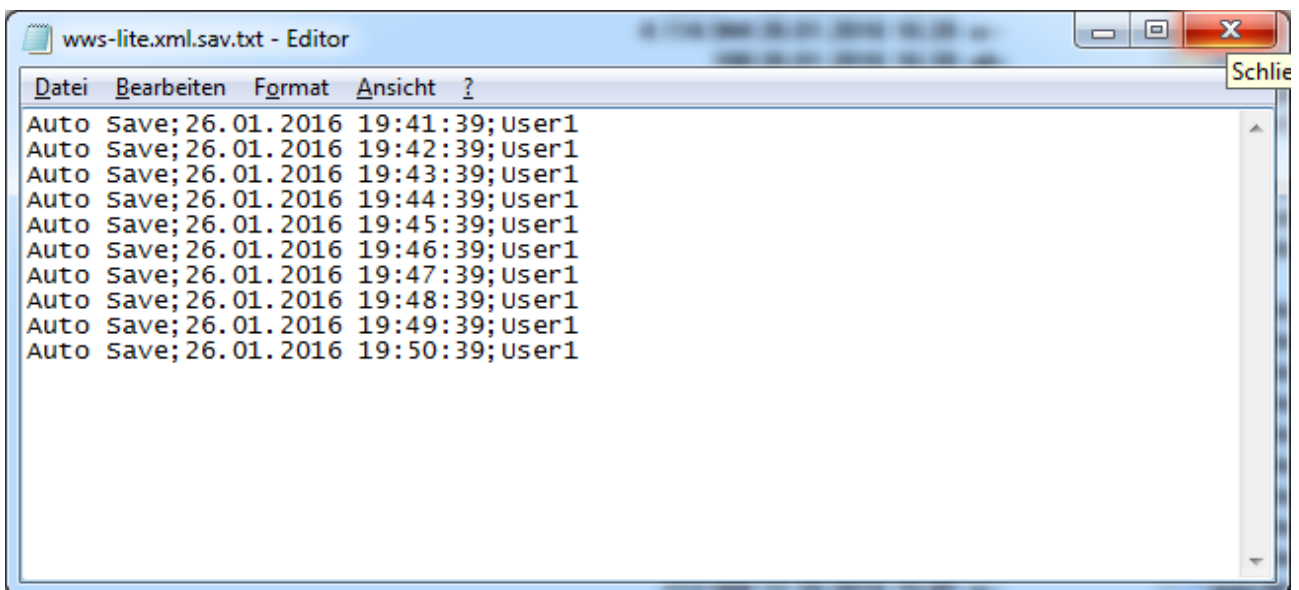 wws-lite.xml.sav.txt - Editor
Schlie
Datei Bearbeiten Format Ansicht ?
Auto Save;26.01.2016 19:41:39;User1
Auto Save;26.01.2016 19:42:39;User1
Auto Save;26.01.2016 19:43:39;User1
Auto Save;26.01.2016 19:44:39;User1
Auto Save;26.01.2016 19:45:39;User1
Auto Save;26.01.2016 19:46:39;User1
Auto Save;26.01.2016 19:47:39;User1
Auto Save;26.01.2016 19:48:39;User1
Auto Save;26.01.2016 19:49:39;User1
Auto Save;26.01.2016 19:50:39;User1